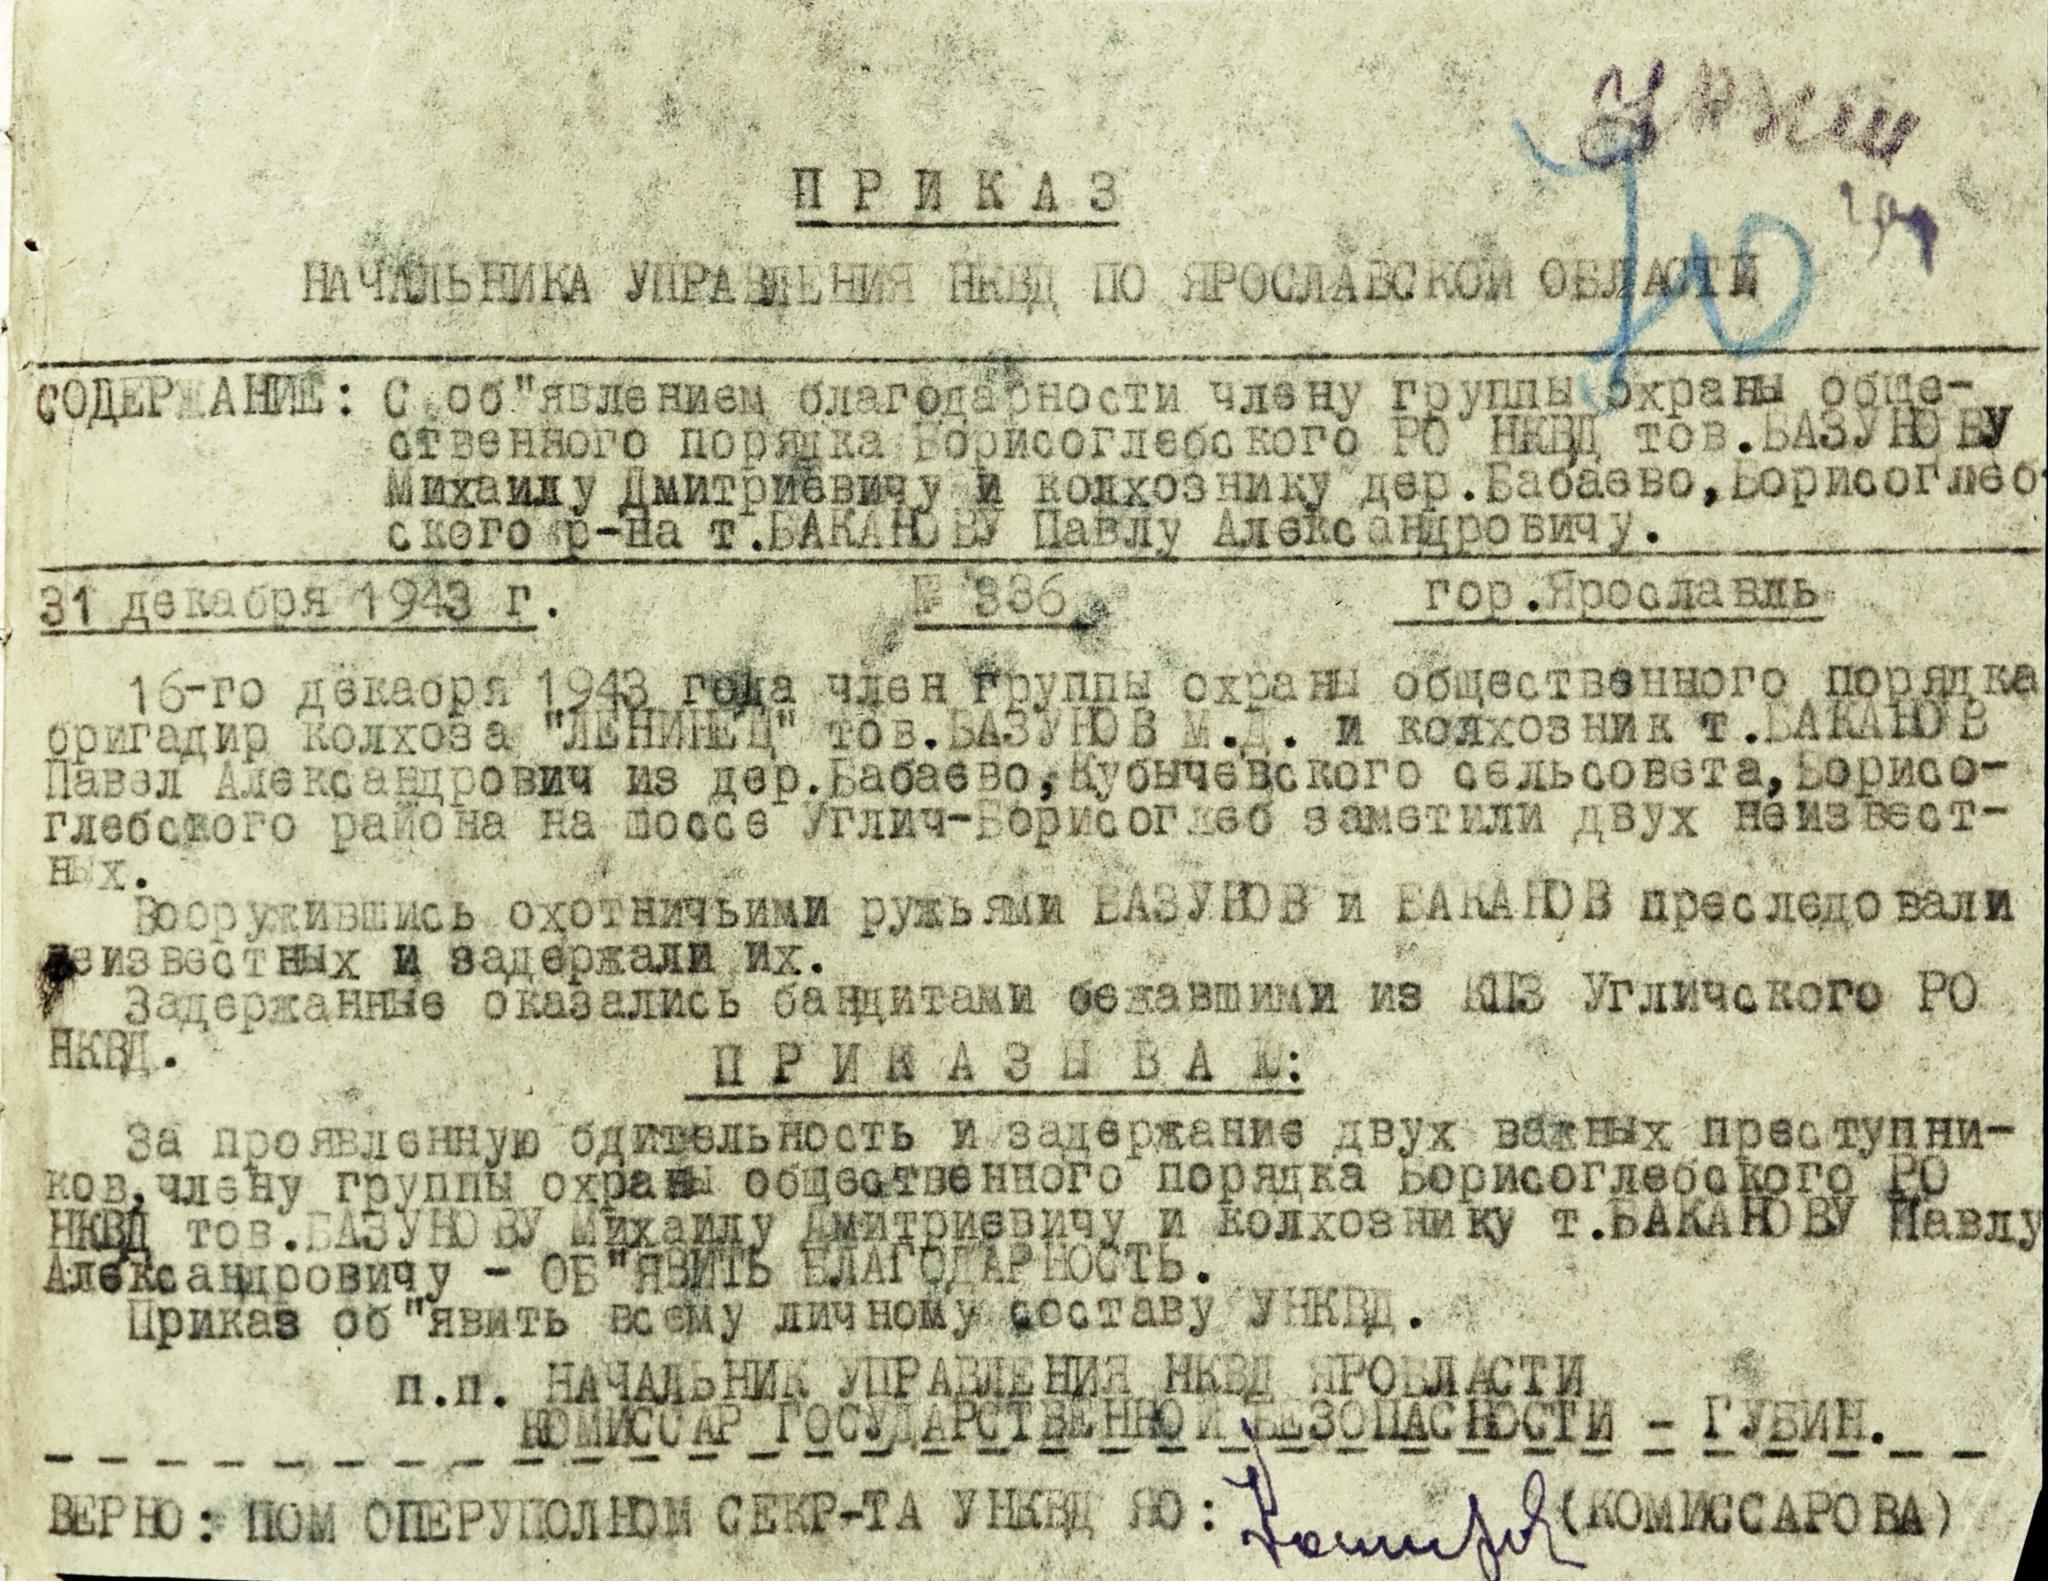 П Р И К А З
НАЧАЛЬНИКА УПРАВЛЕНИЯ НКВД ПО ЯРОСЛАВСКОЙ ОБЛАСТИ
СОДЕРЖАНИЕ: С об"явлением благодарности члену группы охраны обще-
ственного порядка Борисоглебского РО НКВД тов.БАЗУНОВУ
Михаилу Дмитриевичу и колхознику дер.Бабаево,Борисоглеб-
ского р-на т.БАКАНОВУ Павлу Александровичу.
31 декабря 1943 г. № 336 гор.Ярославль
16-го декабря 1943 года член группы охраны общественного порядка
бригадир колхоза "ЛЕНИНЕЦ" тов.БАЗУНОВ М.Д. и колхозник т.БАКАНОВ
Павел Александрович из дер.Бабаево,Кубычевского сельсовета,Борисо-
глебского района на шоссе Углич-Борисоглеб заметили двух неизвест-
ных.
Вооружившись охотничьими ружьями БАЗУНОВ и БАКАНОВ преследовали
неизвестных и задержали их.
Задержанные оказались бандитами бежавшими из КПЗ Угличского РО
НКВД.
П Р И К А З Ы В А Ю:
За проявленную бдительность и задержание двух важных преступни-
ков,члену группы охраны общественного порядка Борисоглебского РО
НКВД тов.БАЗУНОВУ Михаилу Дмитриевичу и колхознику т.БАКАНОВУ Павлу
Александровичу - ОБ"ЯВИТЬ БЛАГОДАРНОСТЬ.
Приказ об"явить всему личному составу УНКВД.
п.п. НАЧАЛЬНИК УПРАВЛЕНИЯ НКВД ЯРОБЛАСТИ
КОМИССАР ГОСУДАРСТВЕННОЙ БЕЗОПАСНОСТИ - ГУБИН.
ВЕРНО: ПОМ ОПЕРУПОЛНОМ СЕКР-ТА УНКВД ЯО: (КОМИССАРОВА)